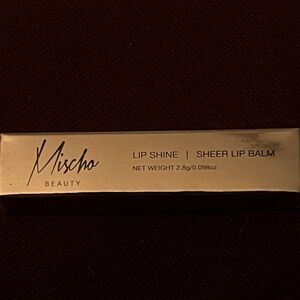 Mischo
BEAUTY
LIP SHINE | SHEER LIP BALM
NET WEIGHT 2.8g/0.098oz